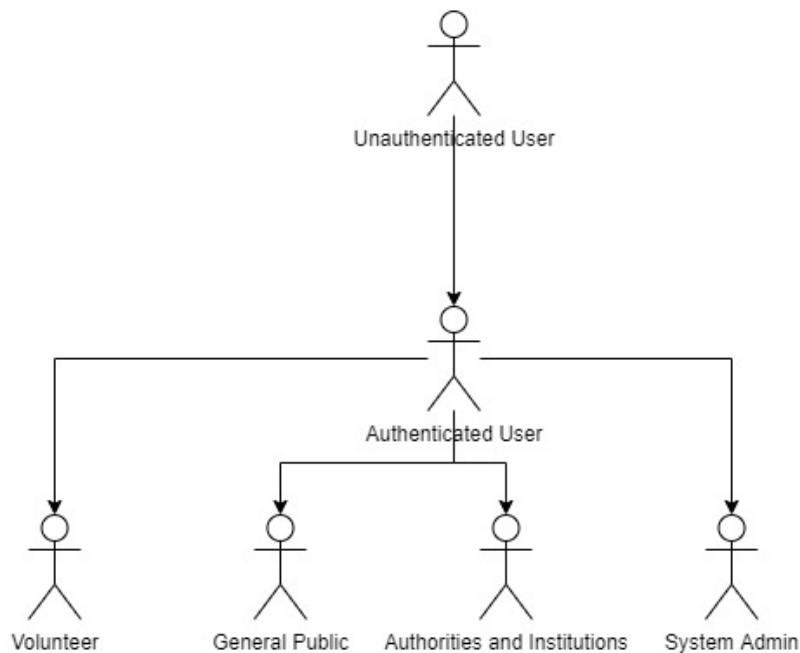 Unauthenticated User
Authenticated User
Volunteer
General Public
Authorities and Institutions
System Admin